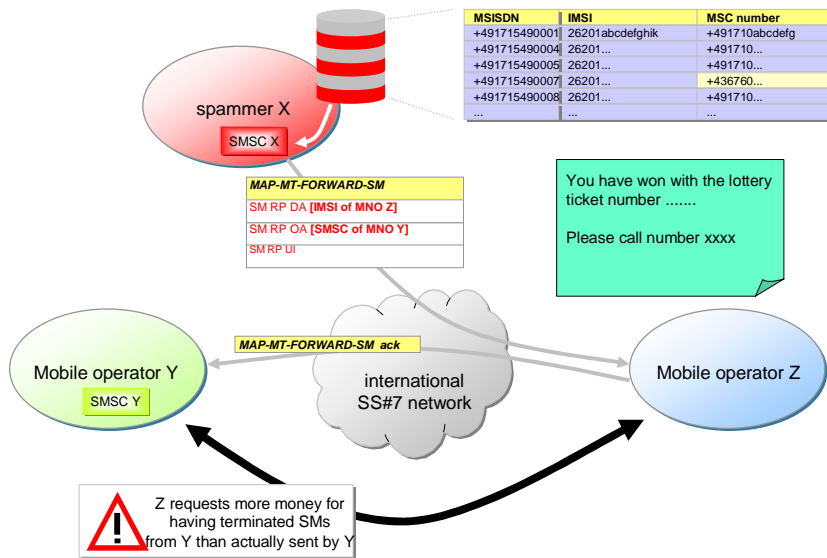 MSISDN IMSI MSC number
+491715490001 26201abcdefghik +491710abcdefg
+491715490004 26201... +491710...
+491715490005 26201... +491710...
+491715490007 26201... +436760...
+491715490008 26201... +491710...
... ... ...
spammer X
SMSC X
MAP-MT-FORWARD-SM
SM RP DA [IMSI of MNO Z]
SM RP OA [SMSC of MNO Y]
SM RP UI
You have won with the lottery
ticket number .......
Please call number xxxx
MAP-MT-FORWARD-SM ack
Mobile operator Y
SMSC Y
international
SS#7 network
Mobile operator Z
!
Z requests more money for
having terminated SMs
from Y than actually sent by Y